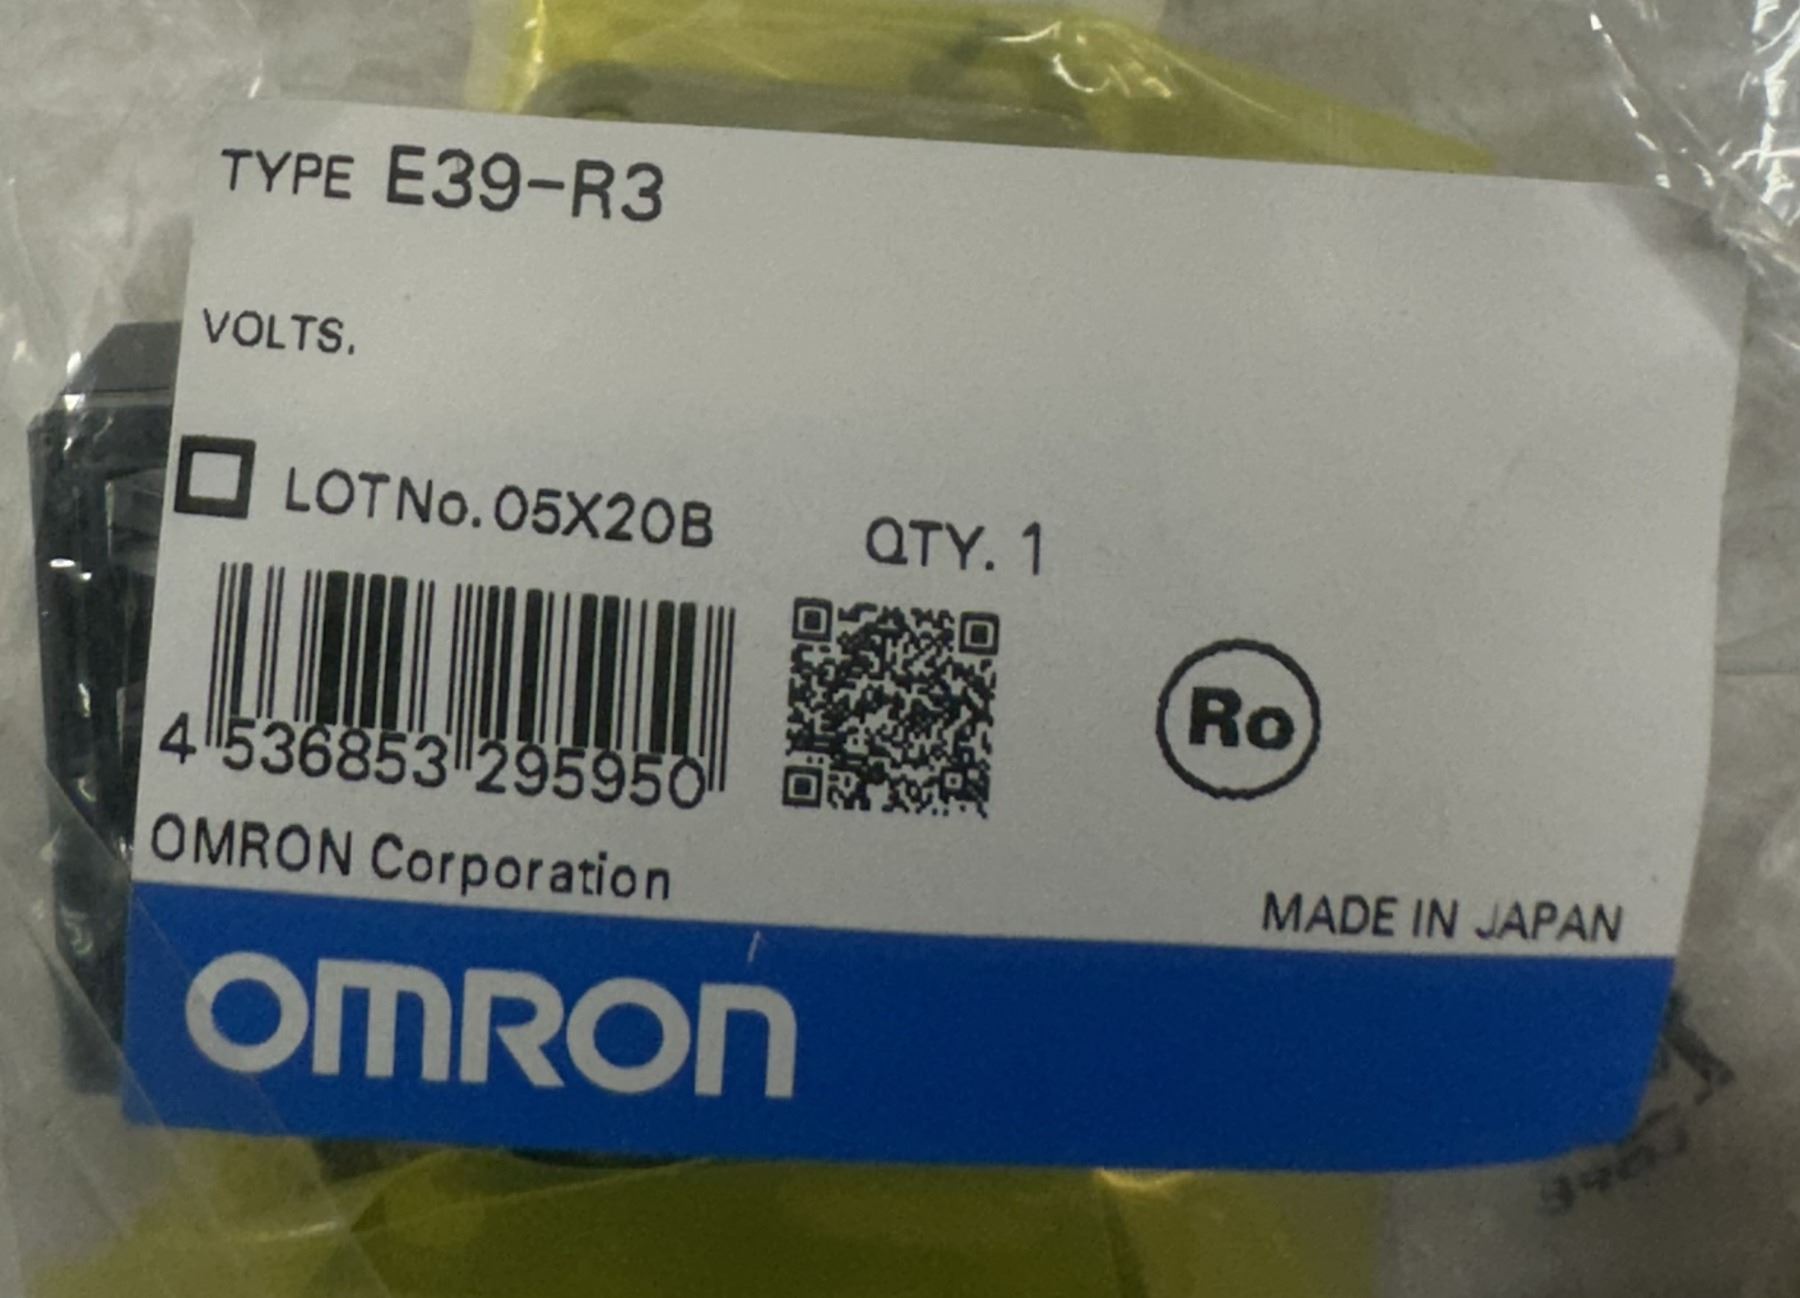 TYPE E39-R3
VOLTS.
LOT No. 05X20B QTY. 1
4 536853 295950
Ro
OMRON Corporation
MADE IN JAPAN
OMRON